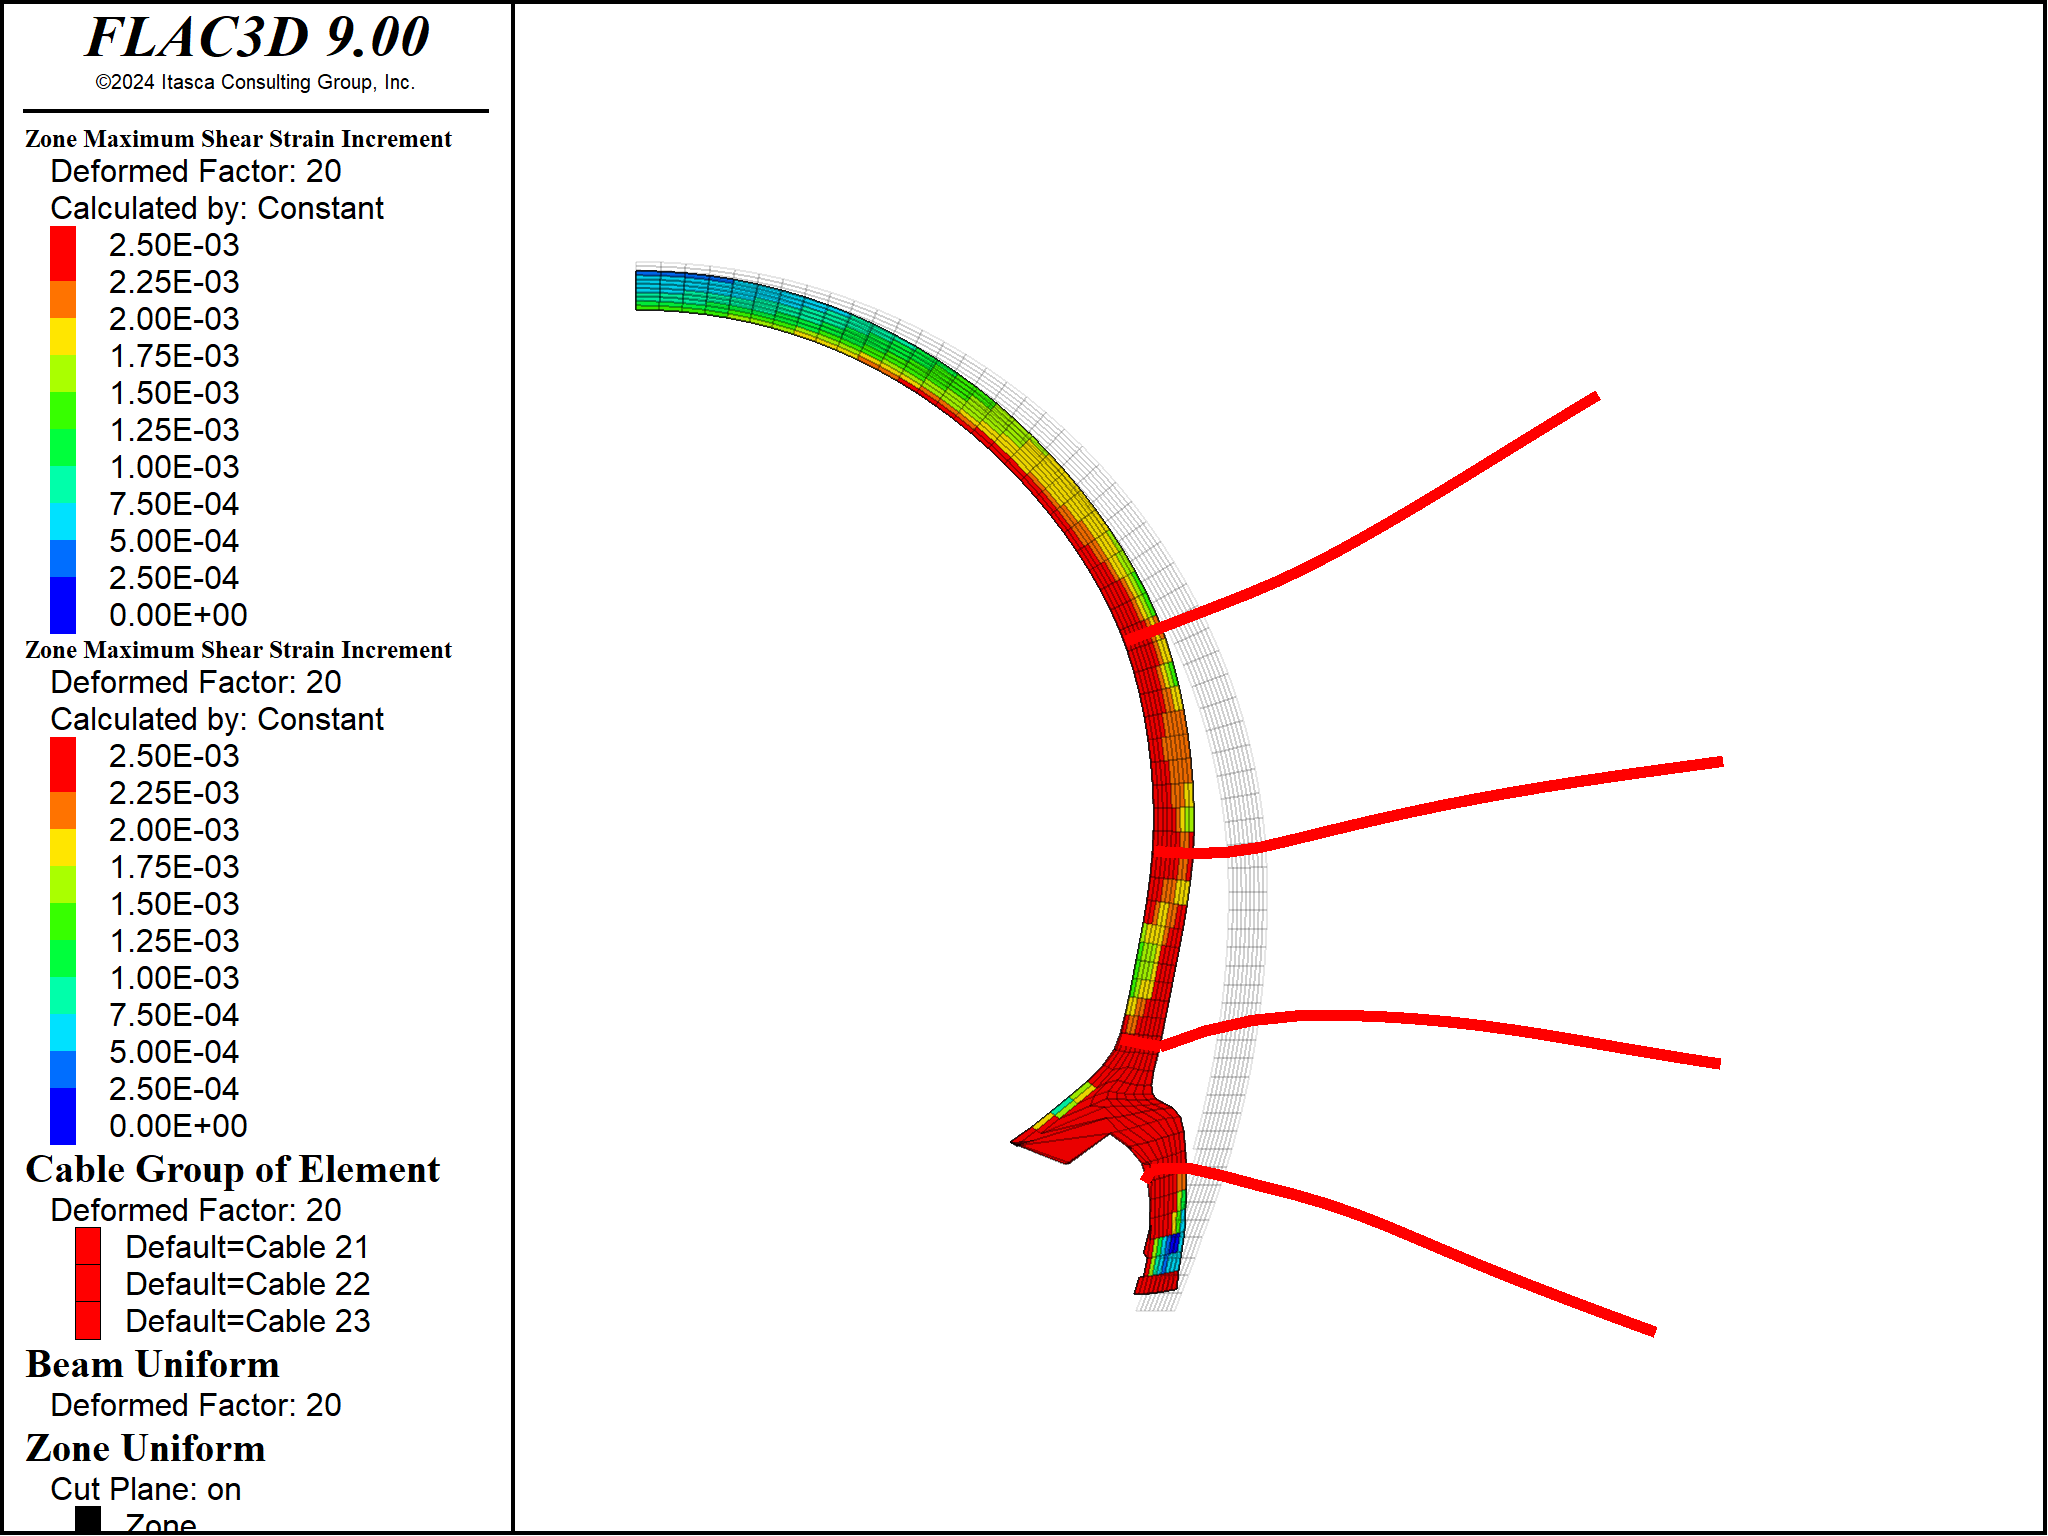 FLAC3D 9.00
©2024 Itasca Consulting Group, Inc.
Zone Maximum Shear Strain Increment
Deformed Factor: 20
Calculated by: Constant
2.50E-03
2.25E-03
2.00E-03
1.75E-03
1.50E-03
1.25E-03
1.00E-03
7.50E-04
5.00E-04
2.50E-04
0.00E+00
Zone Maximum Shear Strain Increment
Deformed Factor: 20
Calculated by: Constant
2.50E-03
2.25E-03
2.00E-03
1.75E-03
1.50E-03
1.25E-03
1.00E-03
7.50E-04
5.00E-04
2.50E-04
0.00E+00
Cable Group of Element
Deformed Factor: 20
Default=Cable 21
Default=Cable 22
Default=Cable 23
Beam Uniform
Deformed Factor: 20
Zone Uniform
Cut Plane: on
Zone